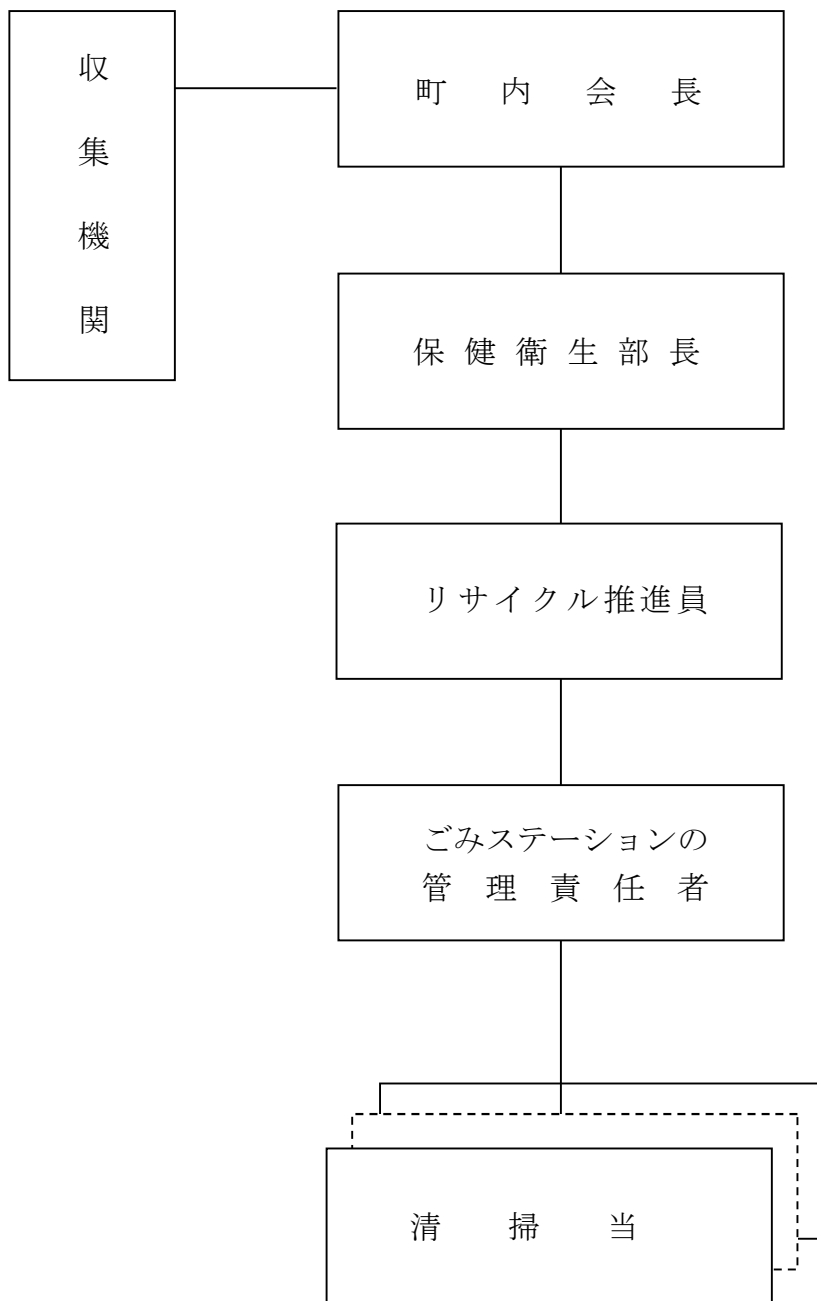 収集機関
町内会長
保健衛生部長
リサイクル推進員
ごみステーションの
管理責任者
清掃当